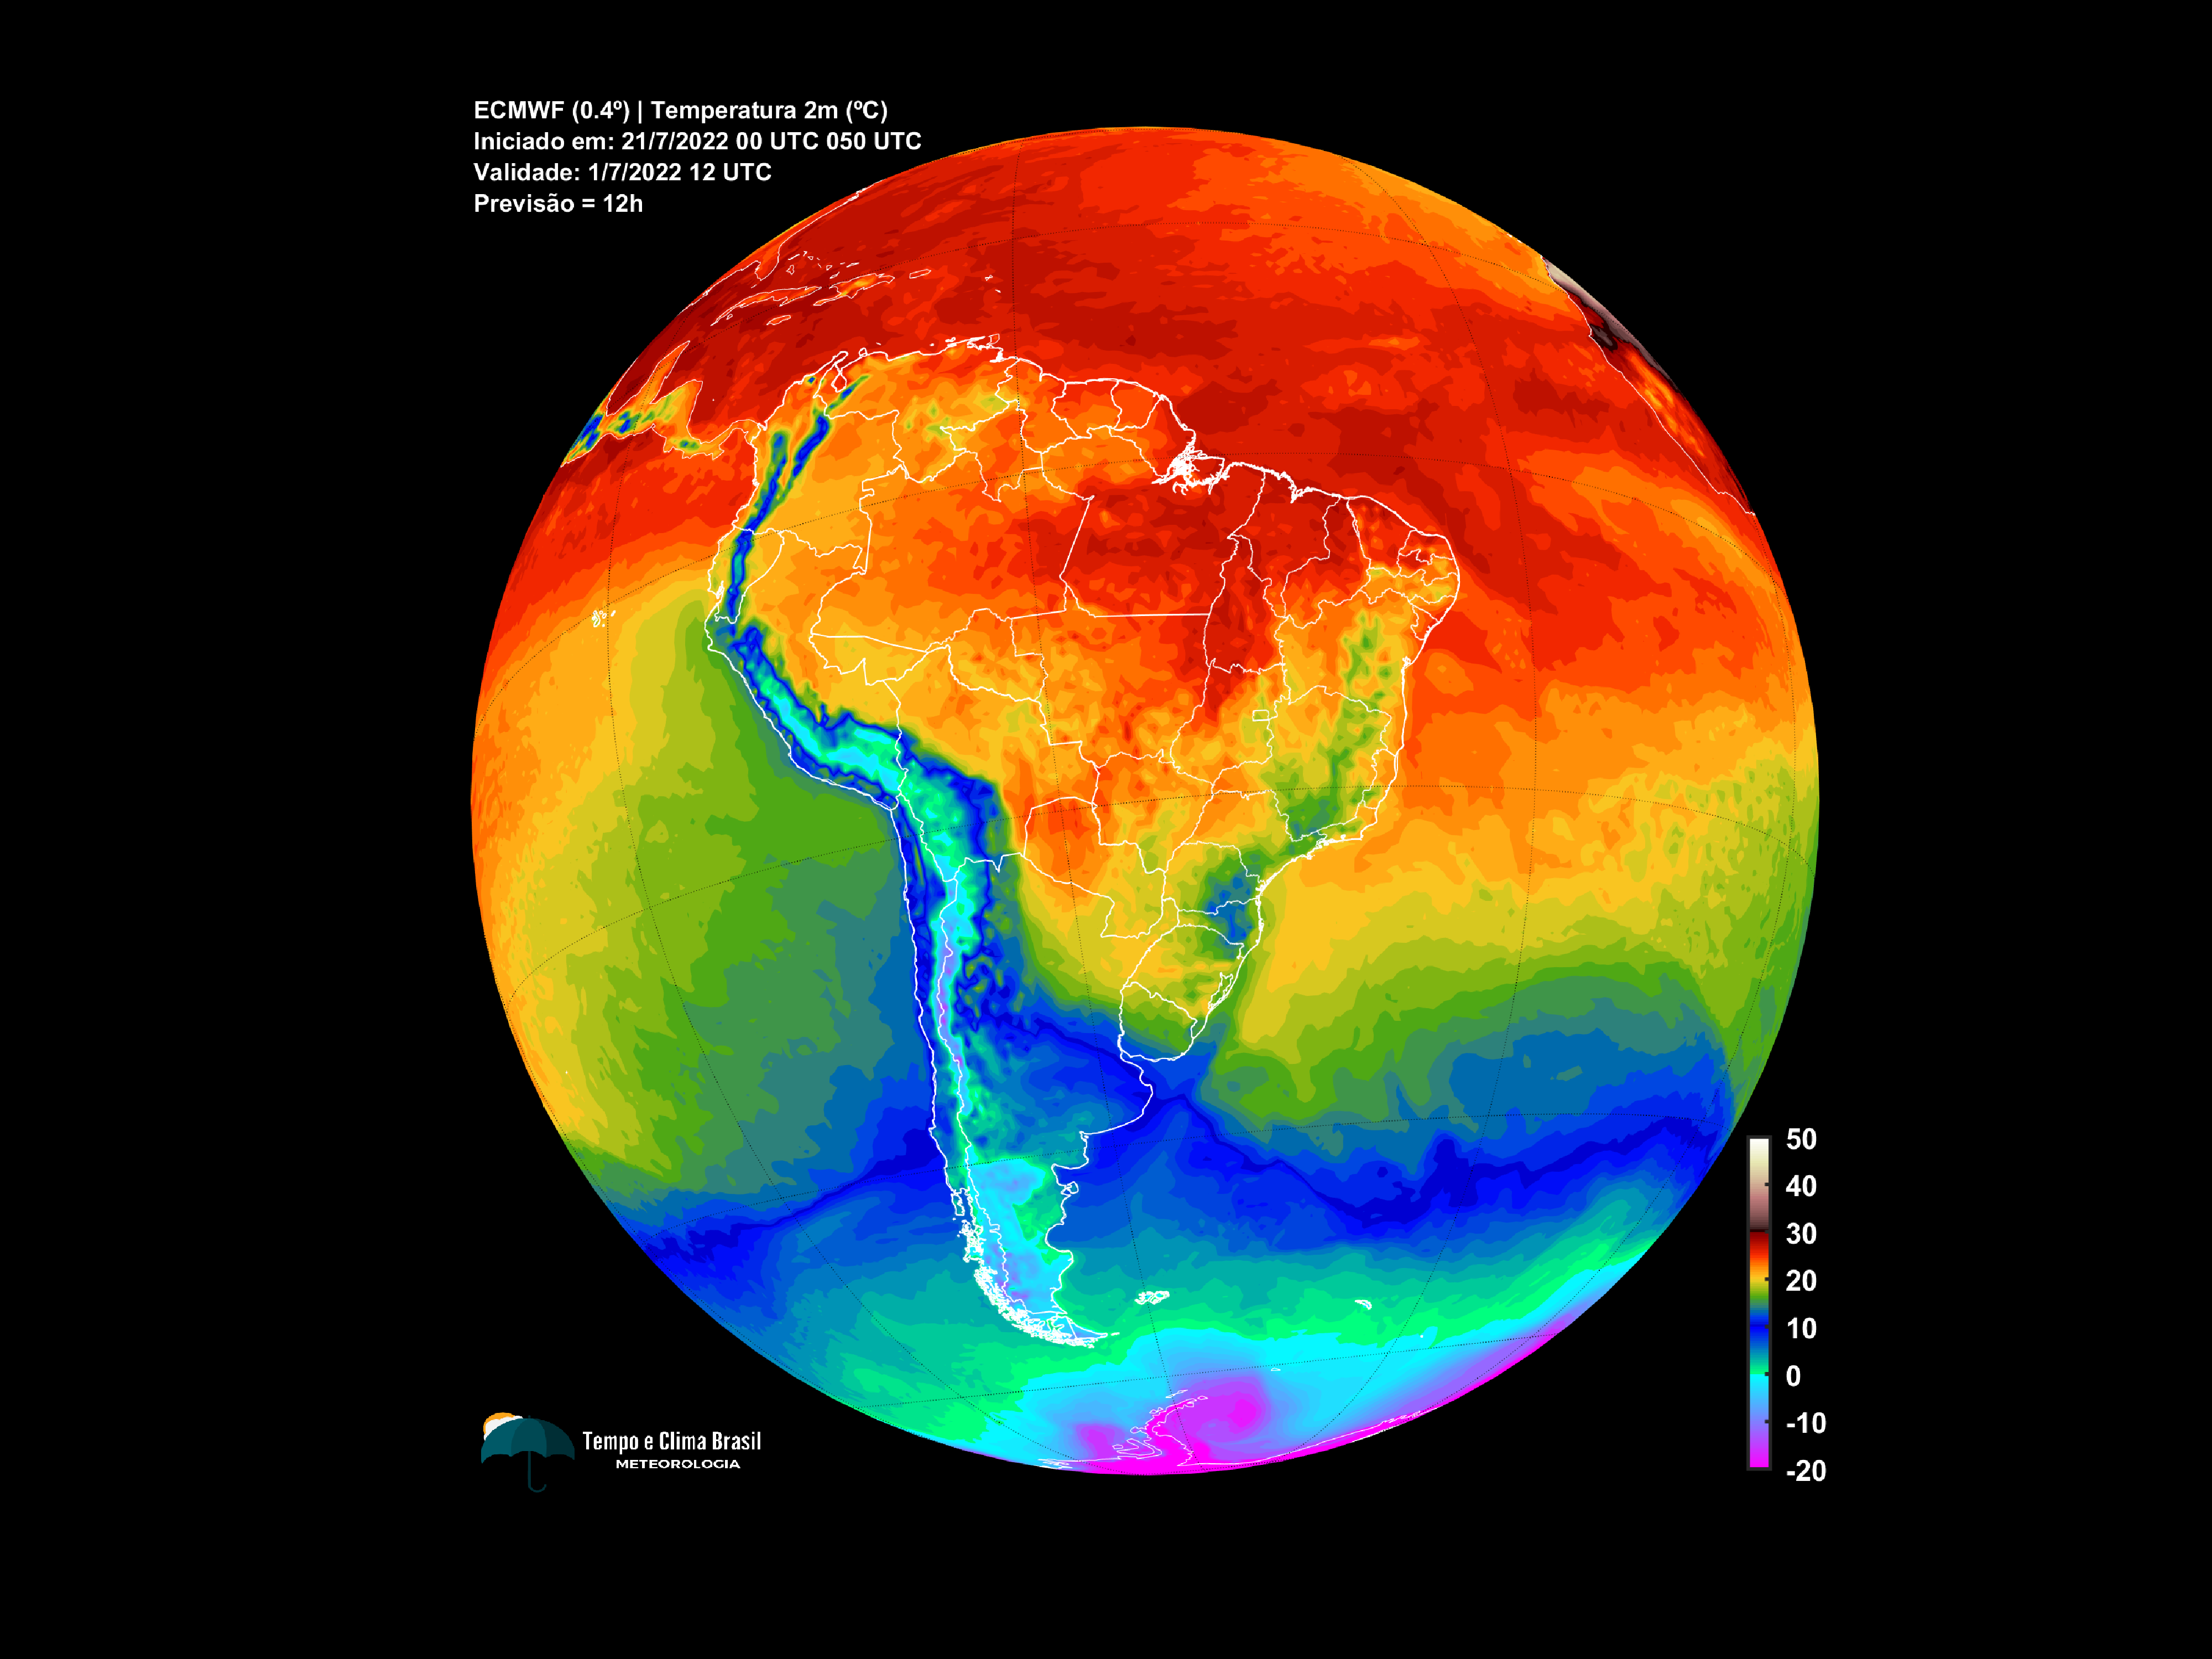 ECMWF (0.4º) | Temperatura 2m (ºC)
Iniciado em: 21/7/2022 00 UTC 050 UTC
Validade: 1/7/2022 12 UTC
Previsão = 12h
50
40
30
20
10
0
-10
-20
Tempo e Clima Brasil
METEOROLOGIA